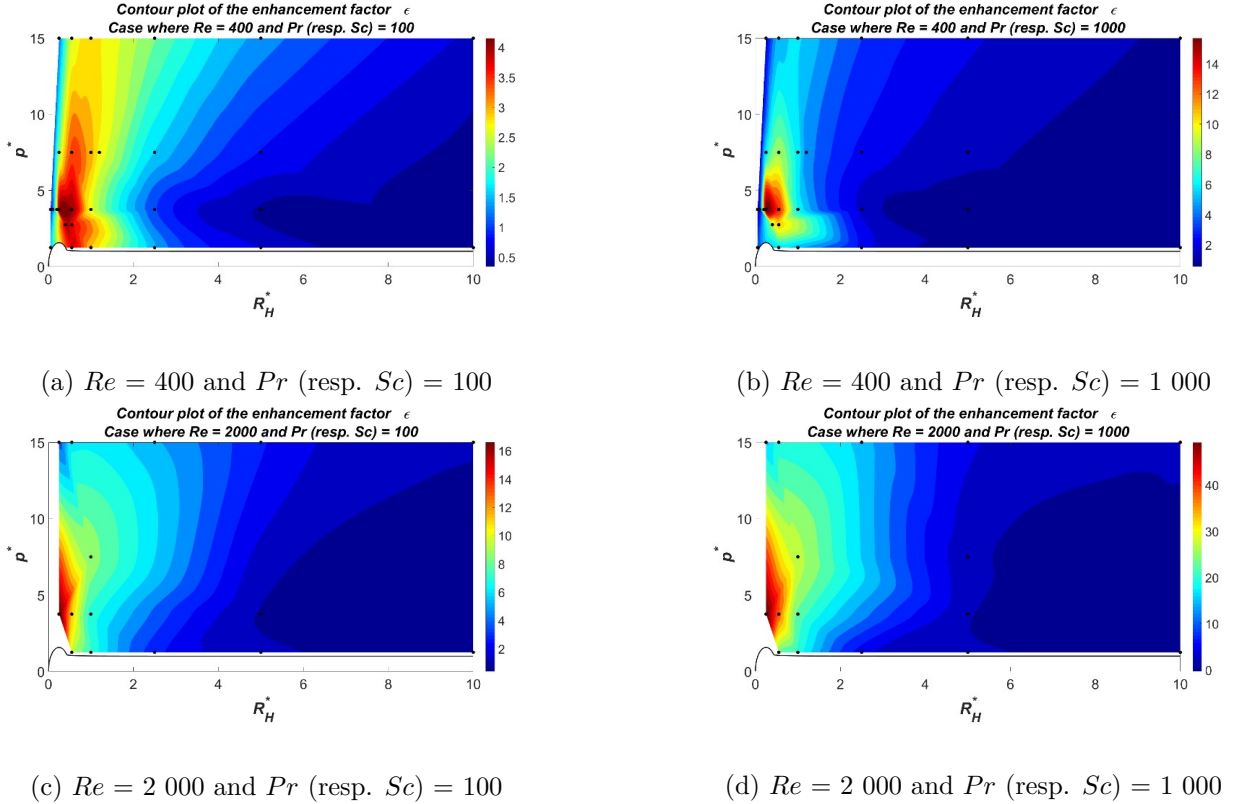 Contour plot of the enhancement factor ϵ
Case where Re = 400 and Pr (resp. Sc) = 100
15
10
5
0
p*
0 2 4 6 8 10
R*H
4
3.5
3
2.5
2
1.5
1
0.5
(a) Re = 400 and Pr (resp. Sc) = 100
Contour plot of the enhancement factor ϵ
Case where Re = 400 and Pr (resp. Sc) = 1000
15
10
5
0
p*
0 2 4 6 8 10
R*H
14
12
10
8
6
4
2
(b) Re = 400 and Pr (resp. Sc) = 1 000
Contour plot of the enhancement factor ϵ
Case where Re = 2000 and Pr (resp. Sc) = 100
15
10
5
0
p*
0 2 4 6 8 10
R*H
16
14
12
10
8
6
4
2
(c) Re = 2 000 and Pr (resp. Sc) = 100
Contour plot of the enhancement factor ϵ
Case where Re = 2000 and Pr (resp. Sc) = 1000
15
10
5
0
p*
0 2 4 6 8 10
R*H
40
30
20
10
0
(d) Re = 2 000 and Pr (resp. Sc) = 1 000